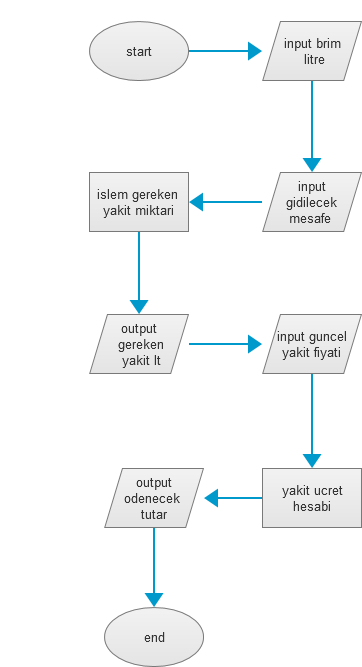 start
input brim
litre
input
gidilecek
mesafe
islem gereken
yakit miktari
output
gereken
yakit lt
input guncel
yakit fiyati
yakit ucret
hesabi
output
odenecek
tutar
end